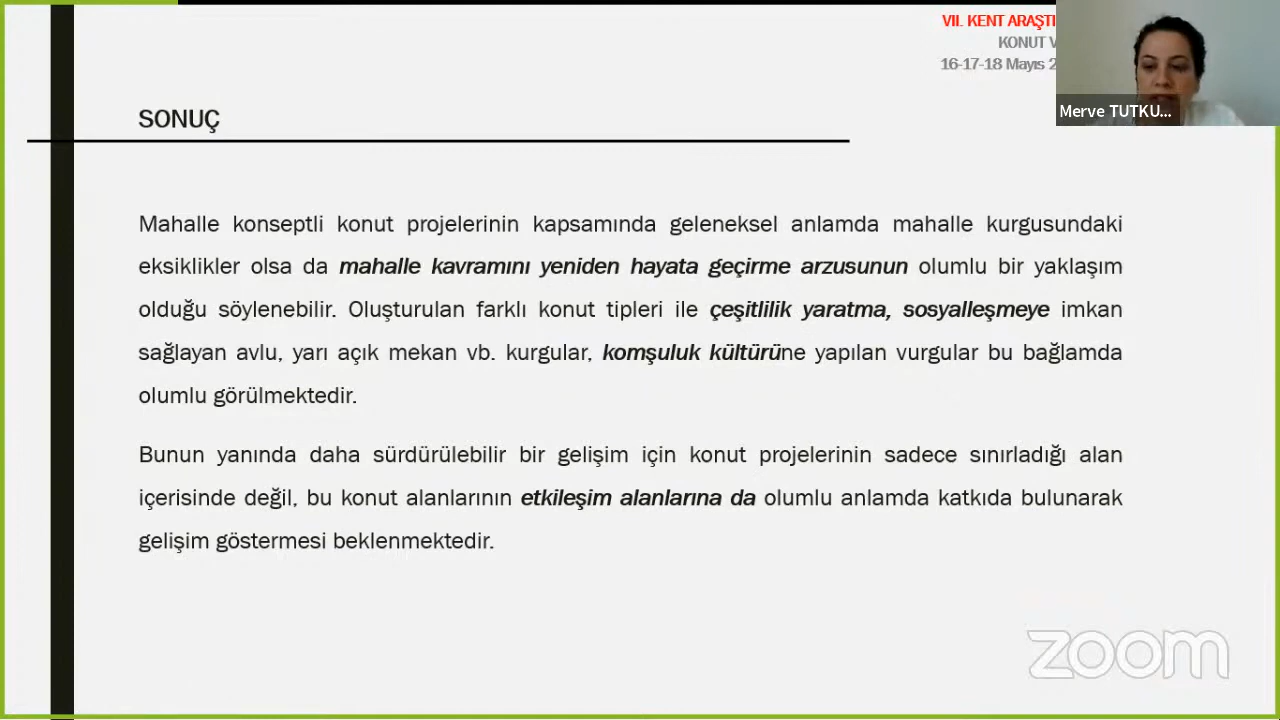 VII. KENT ARAŞTI
KONUT V
16-17-18 Mayıs 2
Merve TUTKU...
SONUÇ
Mahalle konseptli konut projelerinin kapsamında geleneksel anlamda mahalle kurgusundaki
eksiklikler olsa da mahalle kavramını yeniden hayata geçirme arzusunun olumlu bir yaklaşım
olduğu söylenebilir. Oluşturulan farklı konut tipleri ile çeşitlilik yaratma, sosyalleşmeye imkan
sağlayan avlu, yarı açık mekan vb. kurgular, komşuluk kültürüne yapılan vurgular bu bağlamda
olumlu görülmektedir.
Bunun yanında daha sürdürülebilir bir gelişim için konut projelerinin sadece sınırladığı alan
içerisinde değil, bu konut alanlarının etkileşim alanlarına da olumlu anlamda katkıda bulunarak
gelişim göstermesi beklenmektedir.
zoom